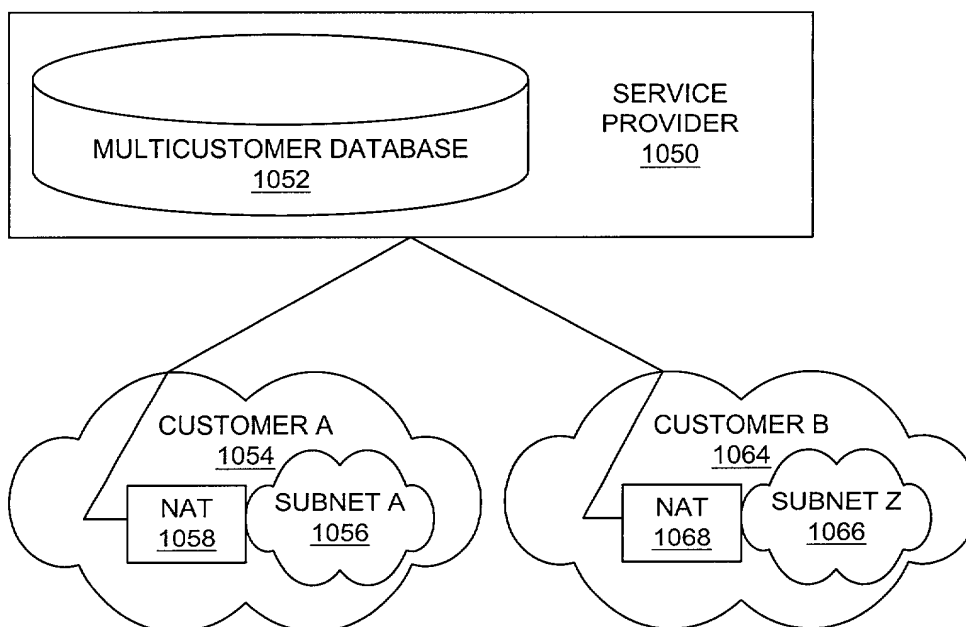 SERVICE
PROVIDER
1050
MULTICUSTOMER DATABASE
1052
CUSTOMER A
1054
NAT
1058
SUBNET A
1056
CUSTOMER B
1064
NAT
1068
SUBNET Z
1066